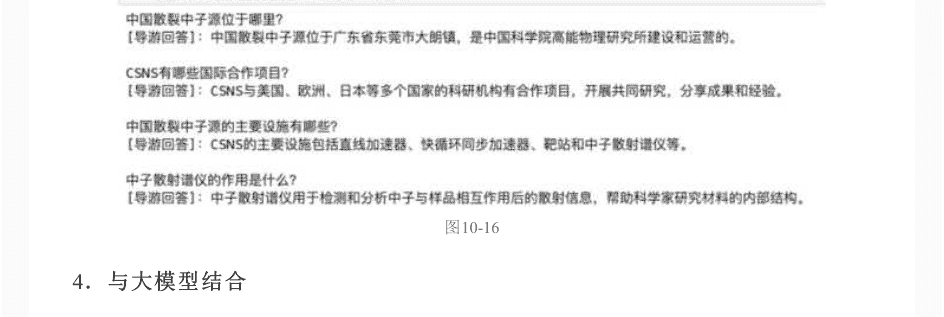 中国散裂中子源位于哪里?
[导游回答]: 中国散裂中子源位于广东省东莞市大朗镇，是中国科学院高能物理研究所建设和运营的。
CSNS有哪些国际合作项目?
[导游回答]: CSNS与美国、欧洲、日本等多个国家的科研机构有合作项目，开展共同研究，分享成果和经验。
中国散裂中子源的主要设施有哪些?
[导游回答]: CSNS的主要设施包括直线加速器、快循环同步加速器、靶站和中子散射谱仪等。
中子散射谱仪的作用是什么?
[导游回答]: 中子散射谱仪用于检测和分析中子与样品相互作用后的散射信息，帮助科学家研究材料的内部结构。
图10-16
4．与大模型结合